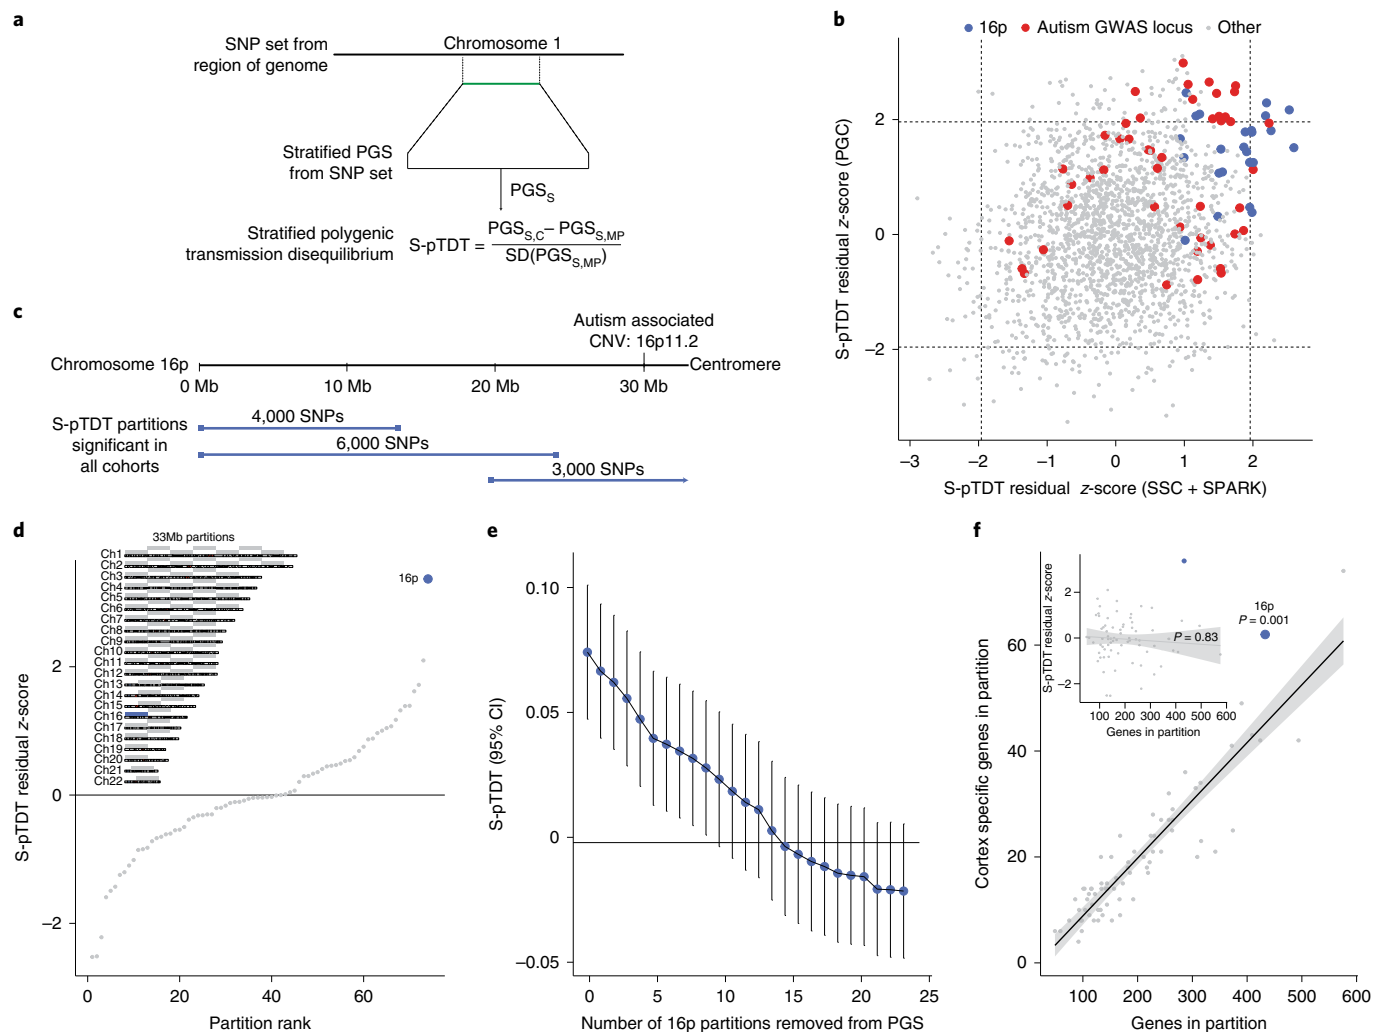 a
SNP set from
region of genome
Chromosome 1
Stratified PGS
from SNP set
PGS_S
Stratified polygenic
transmission disequilibrium
S-pTDT = PGS_S,C – PGS_S,MP
SD(PGS_S,MP)
b
16p
Autism GWAS locus
Other
S-pTDT residual z-score (PGC)
2
0
–2
–3
–2
–1
0
1
2
S-pTDT residual z-score (SSC + SPARK)
c
Autism associated
CNV: 16p11.2
Chromosome 16p
Centromere
0 Mb
10 Mb
20 Mb
30 Mb
S-pTDT partitions
significant in
all cohorts
4,000 SNPs
6,000 SNPs
3,000 SNPs
d
33Mb partitions
Ch1
Ch2
Ch3
Ch4
Ch5
Ch6
Ch7
Ch8
Ch9
Ch10
Ch11
Ch12
Ch13
Ch14
Ch15
Ch16
Ch17
Ch18
Ch19
Ch20
Ch21
Ch22
16p
S-pTDT residual z-score
2
0
–2
0
20
40
60
Partition rank
e
S-pTDT (95% CI)
0.10
0.05
0
–0.05
0
5
10
15
20
25
Number of 16p partitions removed from PGS
f
S-pTDT residual z-score
2
0
–2
P = 0.83
100
200
300
400
500
600
Genes in partition
16p
P = 0.001
Cortex specific genes in partition
60
40
20
0
100
200
300
400
500
600
Genes in partition